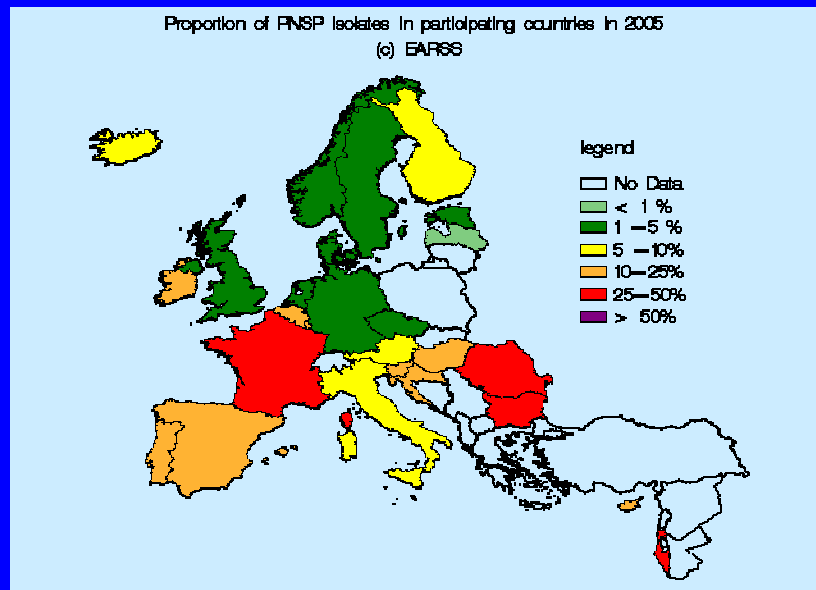 Proportion of PNSP isolates in participating countries in 2005
(c) EARSS
legend
No Data
< 1 %
1 –5 %
5 –10%
10–25%
25–50%
> 50%